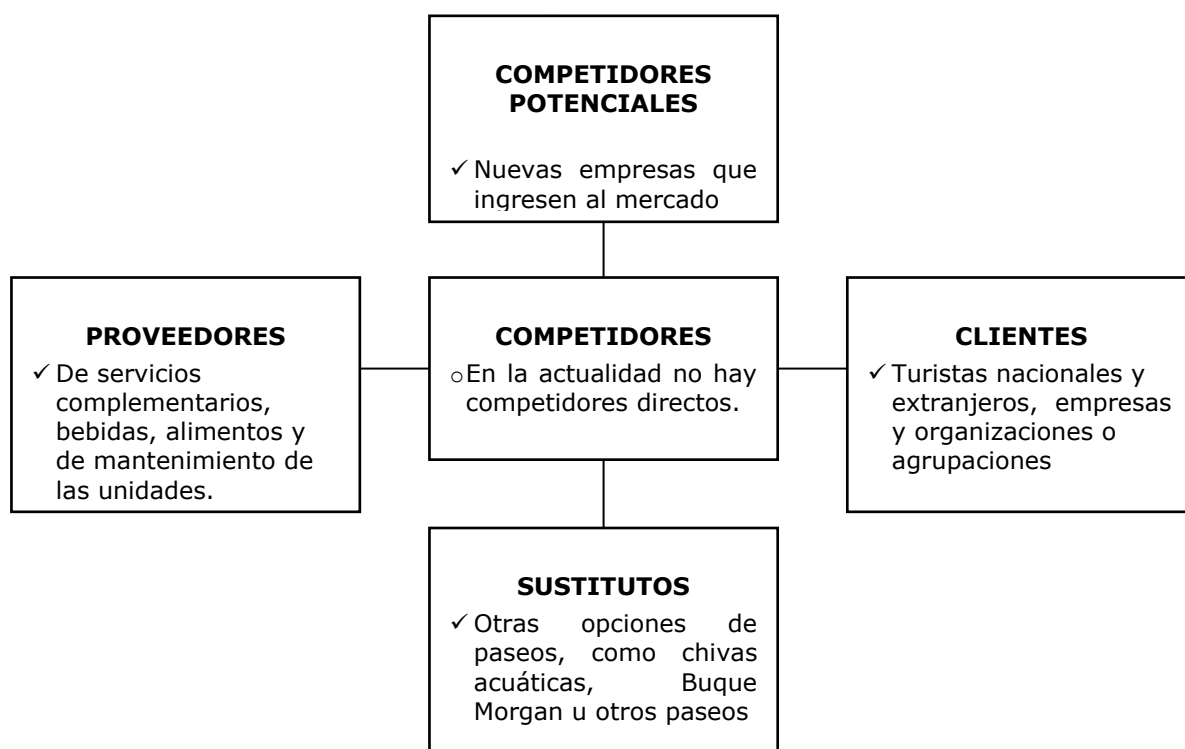 COMPETIDORES
POTENCIALES
✓ Nuevas empresas que
ingresen al mercado
PROVEEDORES
✓ De servicios
complementarios,
bebidas, alimentos y
de mantenimiento de
las unidades.
COMPETIDORES
o En la actualidad no hay
competidores directos.
CLIENTES
✓ Turistas nacionales y
extranjeros, empresas
y organizaciones o
agrupaciones
SUSTITUTOS
✓ Otras opciones de
paseos, como chivas
acuáticas, Buque
Morgan u otros paseos